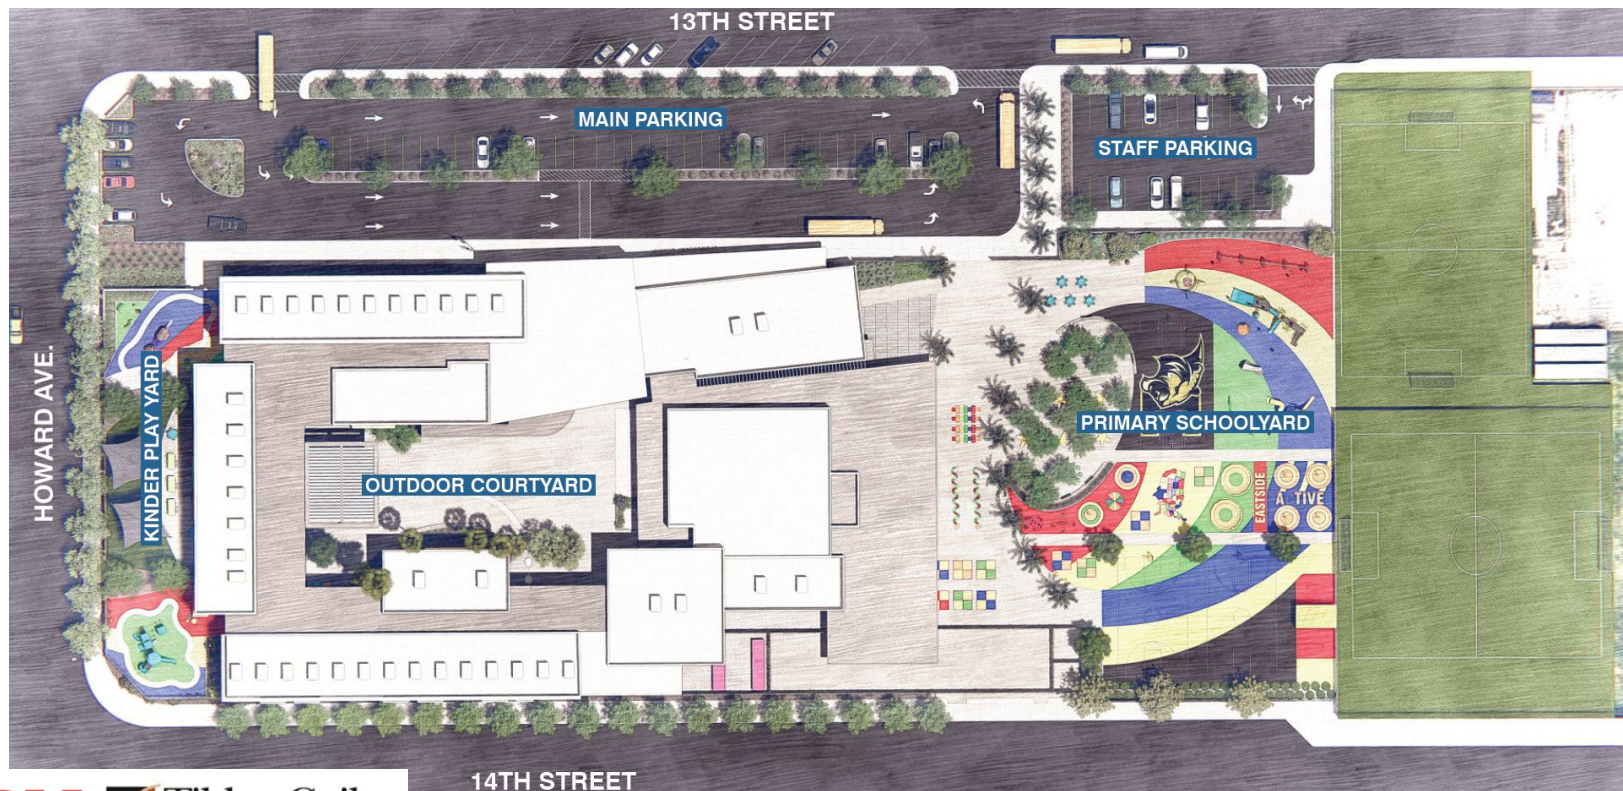 13TH STREET
MAIN PARKING
STAFF PARKING
HOWARD AVE.
KINDER PLAY YARD
OUTDOOR COURTYARD
PRIMARY SCHOOLYARD
EASTSIDE
14TH STREET